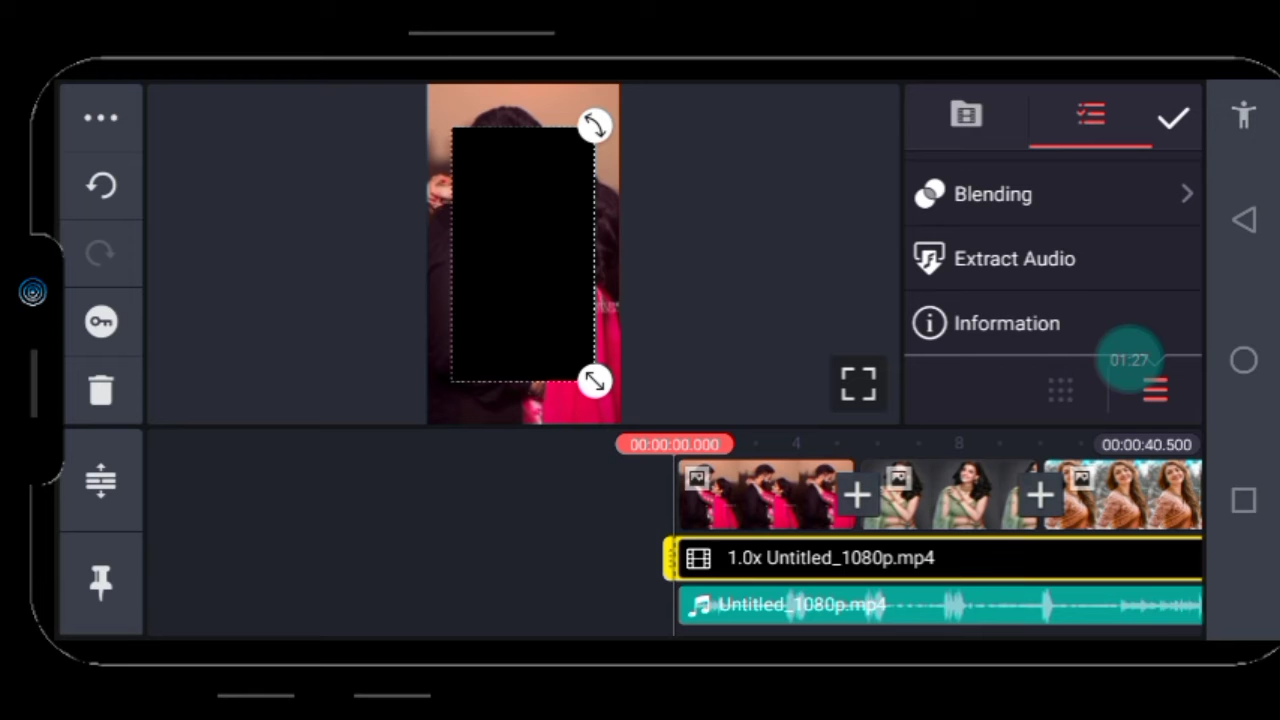 Blending
Extract Audio
Information
01:27
00:00:00.000
4
8
00:00:40.500
1.0x Untitled_1080p.mp4
Untitled_1080p.mp4